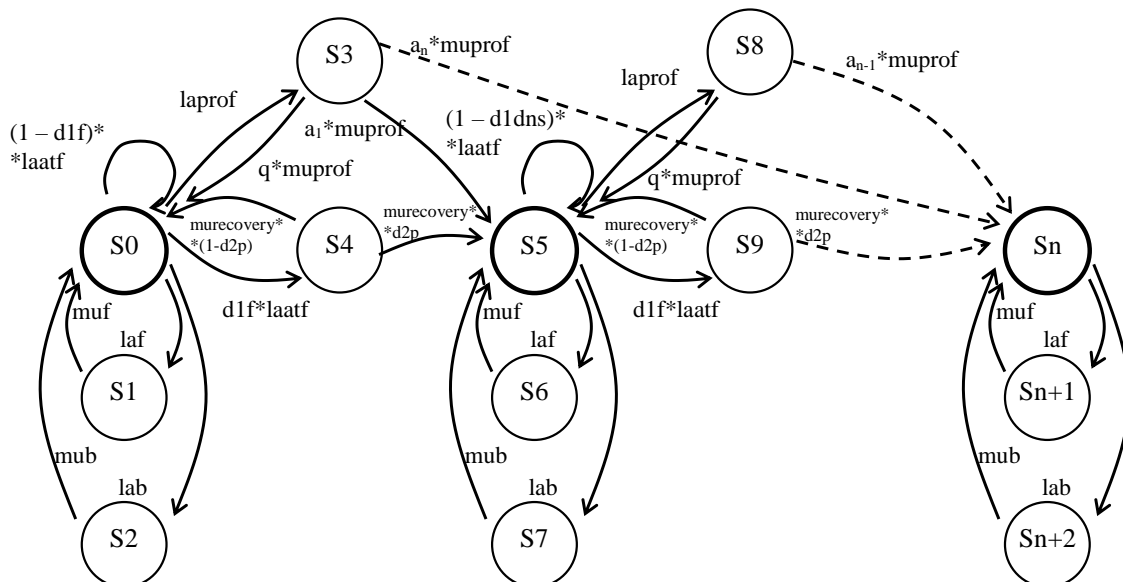 S3
S8
a_n*muprof
a_{n-1}*muprof
laprof
laprof
(1 – d1f)*
*laatf
a_1*muprof
(1 – d1dns)*
*laatf
q*muprof
q*muprof
S0
murecovery*
*(1-d2p)
S4
murecovery*
*d2p
S5
murecovery*
*(1-d2p)
S9
murecovery*
*d2p
Sn
d1f*laatf
d1f*laatf
muf
laf
muf
laf
muf
laf
S1
S6
Sn+1
mub
lab
mub
lab
mub
lab
S2
S7
Sn+2